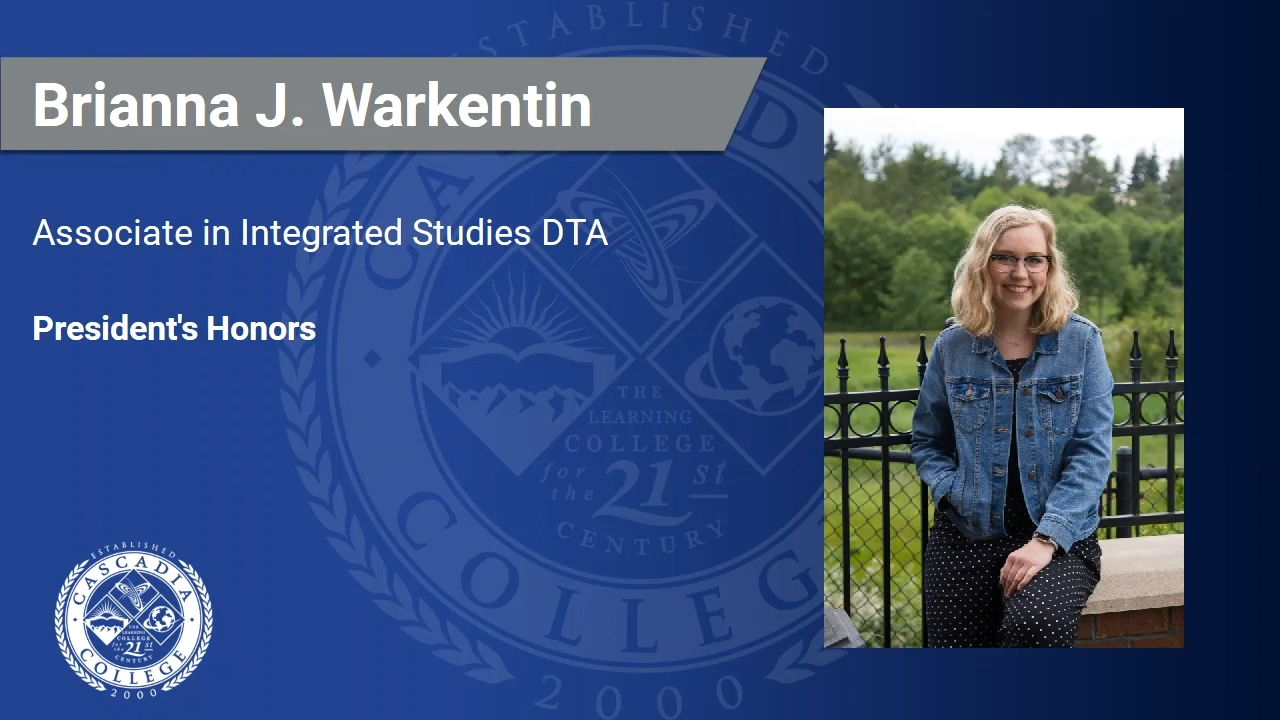 Brianna J. Warkentin
Associate in Integrated Studies DTA
President's Honors
ESTABLISHED
CASCADIA
THE
LEARNING
COLLEGE
for
the 21st
CENTURY
COLLEGE
2000
ESTABLISHED
CASCADIA
THE
LEARNING
COLLEGE
for
the 21st
CENTURY
COLLEGE
2000